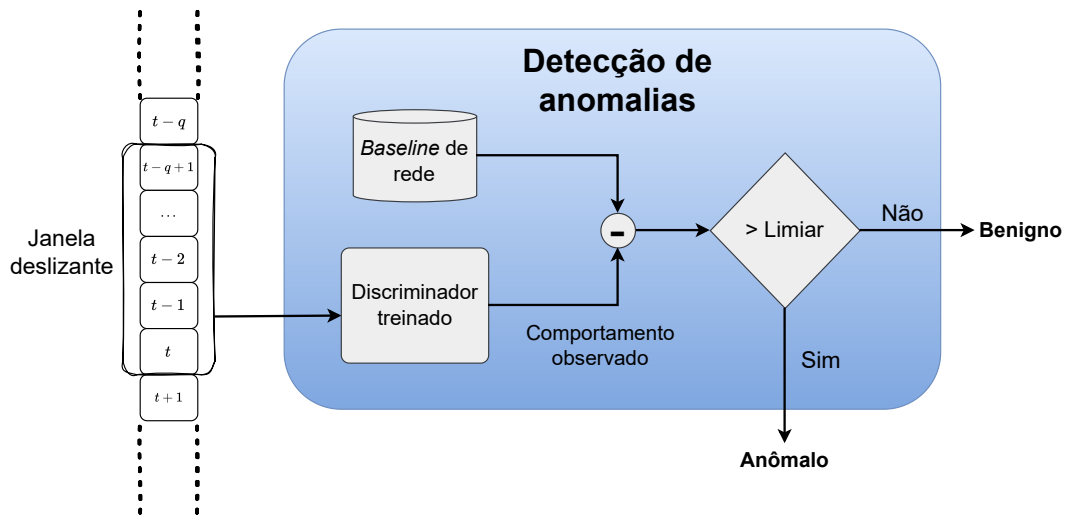 Detecção de
anomalias
t − q
t − q + 1
...
t − 2
t − 1
t
t + 1
Janela
deslizante
Baseline de
rede
Discriminador
treinado
Comportamento
observado
-
> Limiar
Não
Benigno
Sim
Anômalo